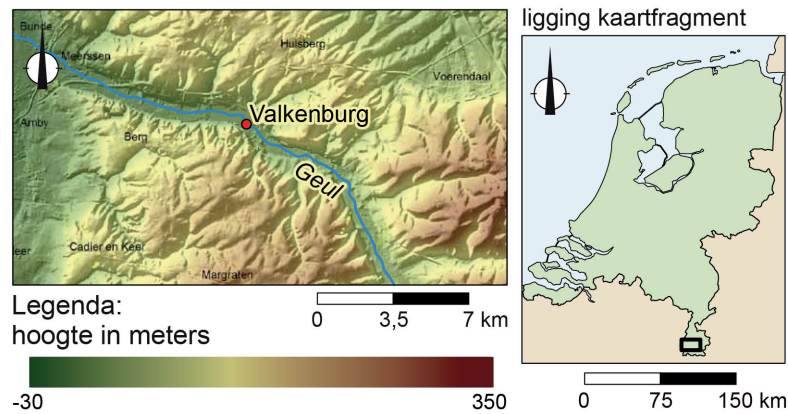 ligging kaartfragment
Bunde
Meerssen
Hulsberg
Voerendaal
Amby
Valkenburg
Berg
Geul
eer
Cadier en Keer
Margraten
Legenda:
hoogte in meters
0 3,5 7 km
-30 350
0 75 150 km